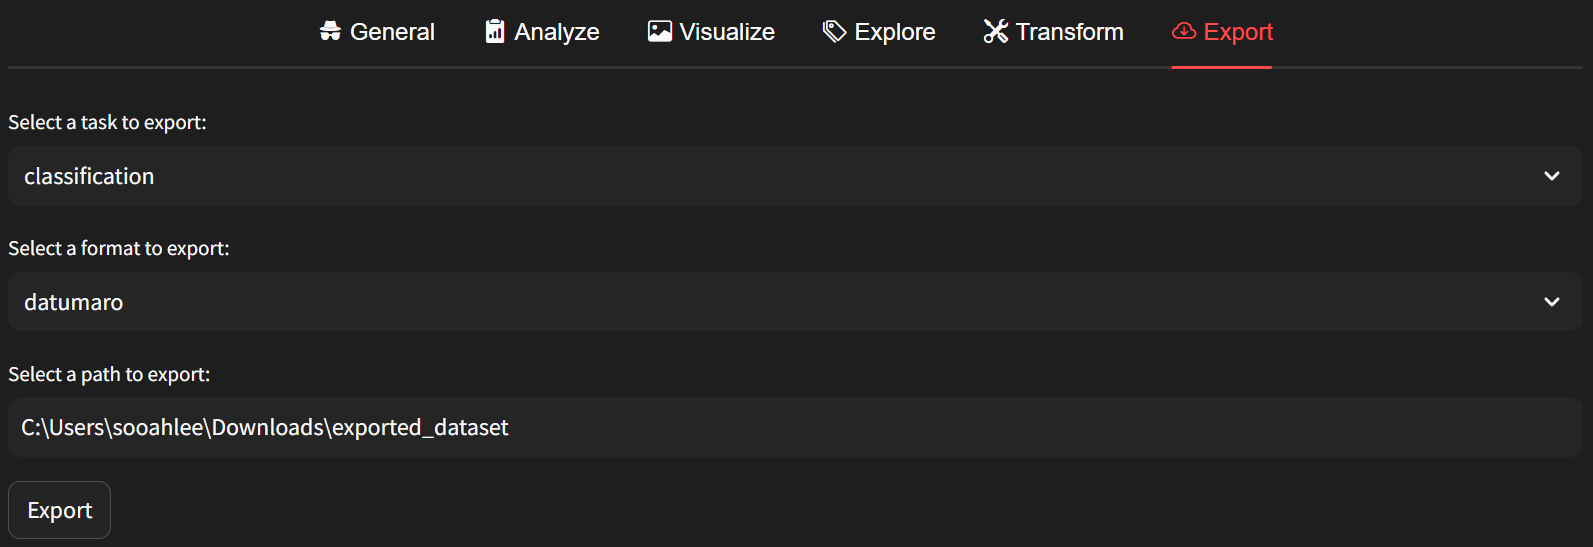 General Analyze Visualize Explore Transform Export
Select a task to export:
classification
Select a format to export:
datumaro
Select a path to export:
C:\Users\sooahlee\Downloads\exported_dataset
Export